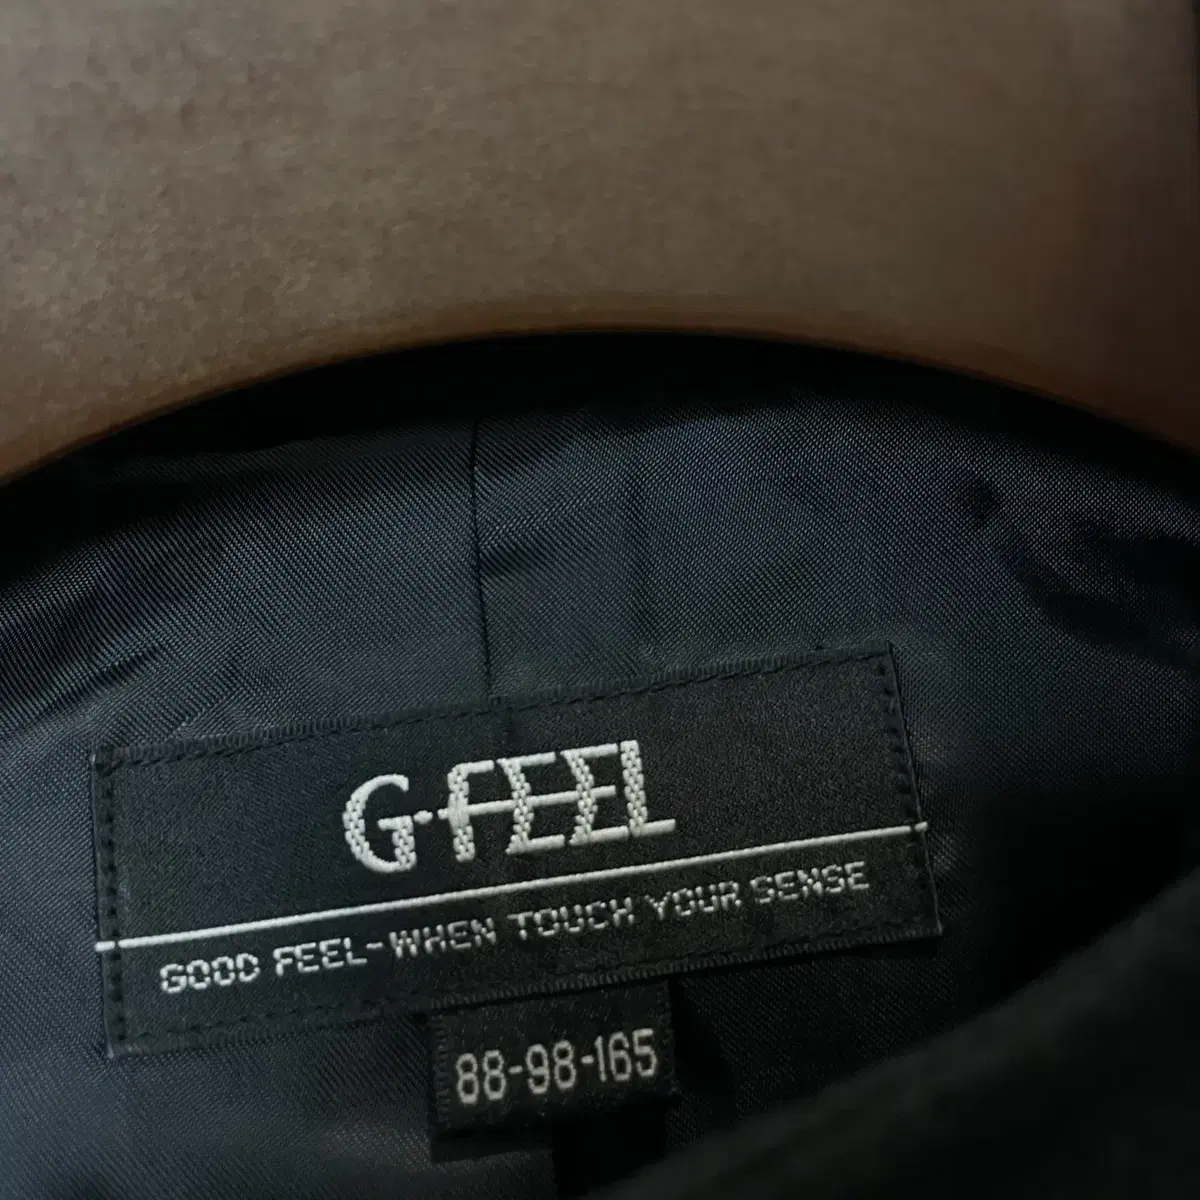 G-FEEL
GOOD FEEL-WHEN TOUCH YOUR SENSE
88-98-165